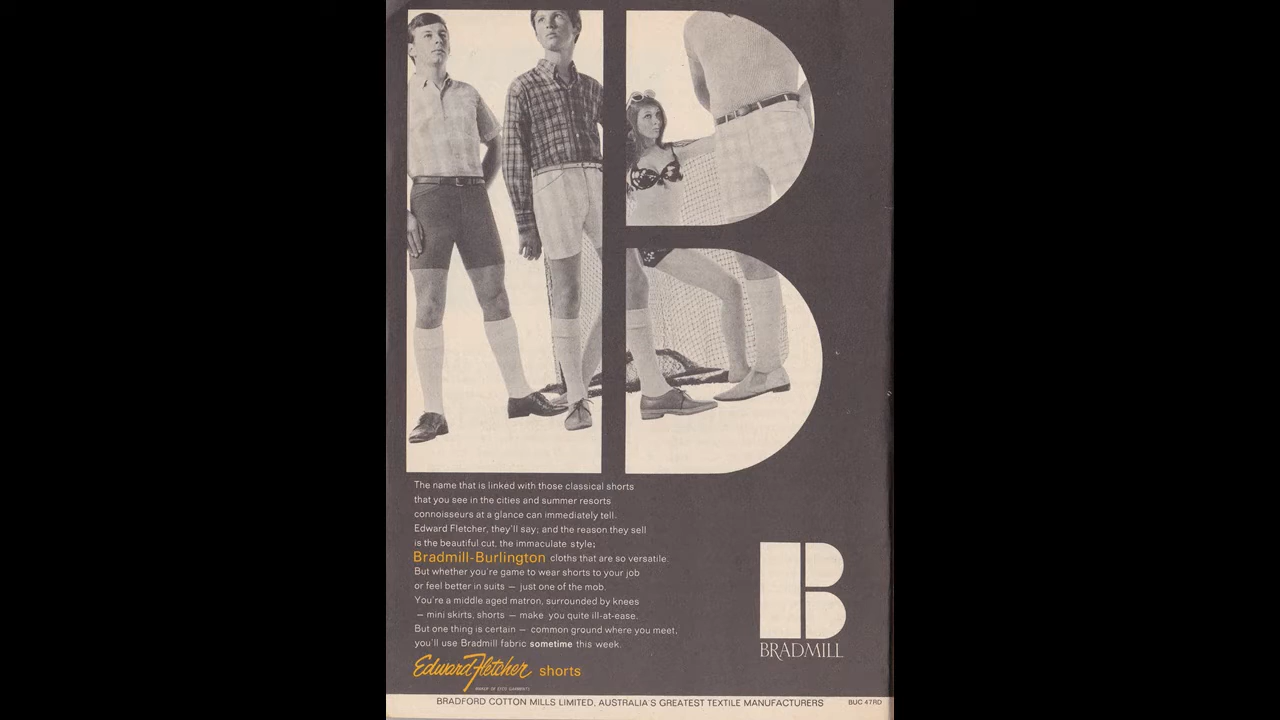 The name that is linked with those classical shorts
that you see in the cities and summer resorts
connoisseurs at a glance can immediately tell.
Edward Fletcher, they'll say; and the reason they sell
is the beautiful cut, the immaculate style;
Bradmill-Burlington cloths that are so versatile.
But whether you're game to wear shorts to your job
or feel better in suits — just one of the mob.
You're a middle aged matron, surrounded by knees
— mini skirts, shorts — make you quite ill-at-ease.
But one thing is certain — common ground where you meet,
you'll use Bradmill fabric sometime this week.
Edward Fletcher shorts
MAKER OF EFCO GARMENTS
B
BRADMILL
BRADFORD COTTON MILLS LIMITED, AUSTRALIA'S GREATEST TEXTILE MANUFACTURERS
BUC 47RD